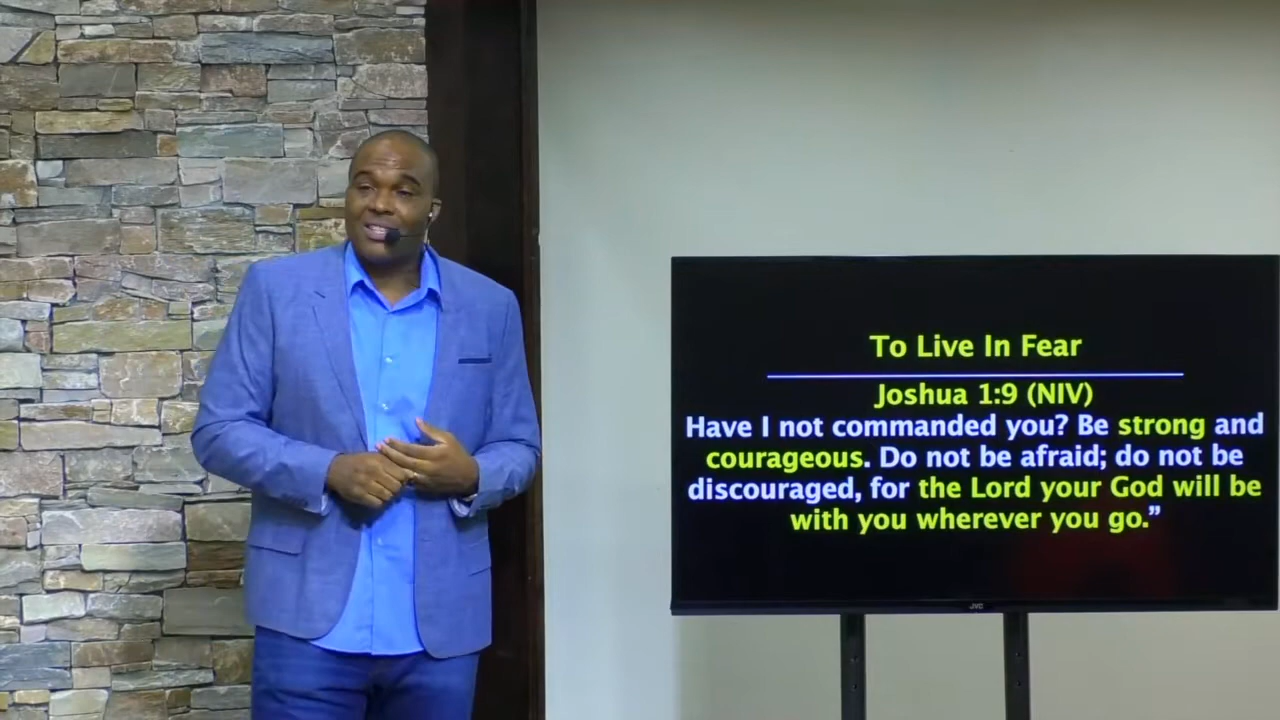 To Live In Fear
Joshua 1:9 (NIV)
Have I not commanded you? Be strong and
courageous. Do not be afraid; do not be
discouraged, for the Lord your God will be
with you wherever you go.”
JVC